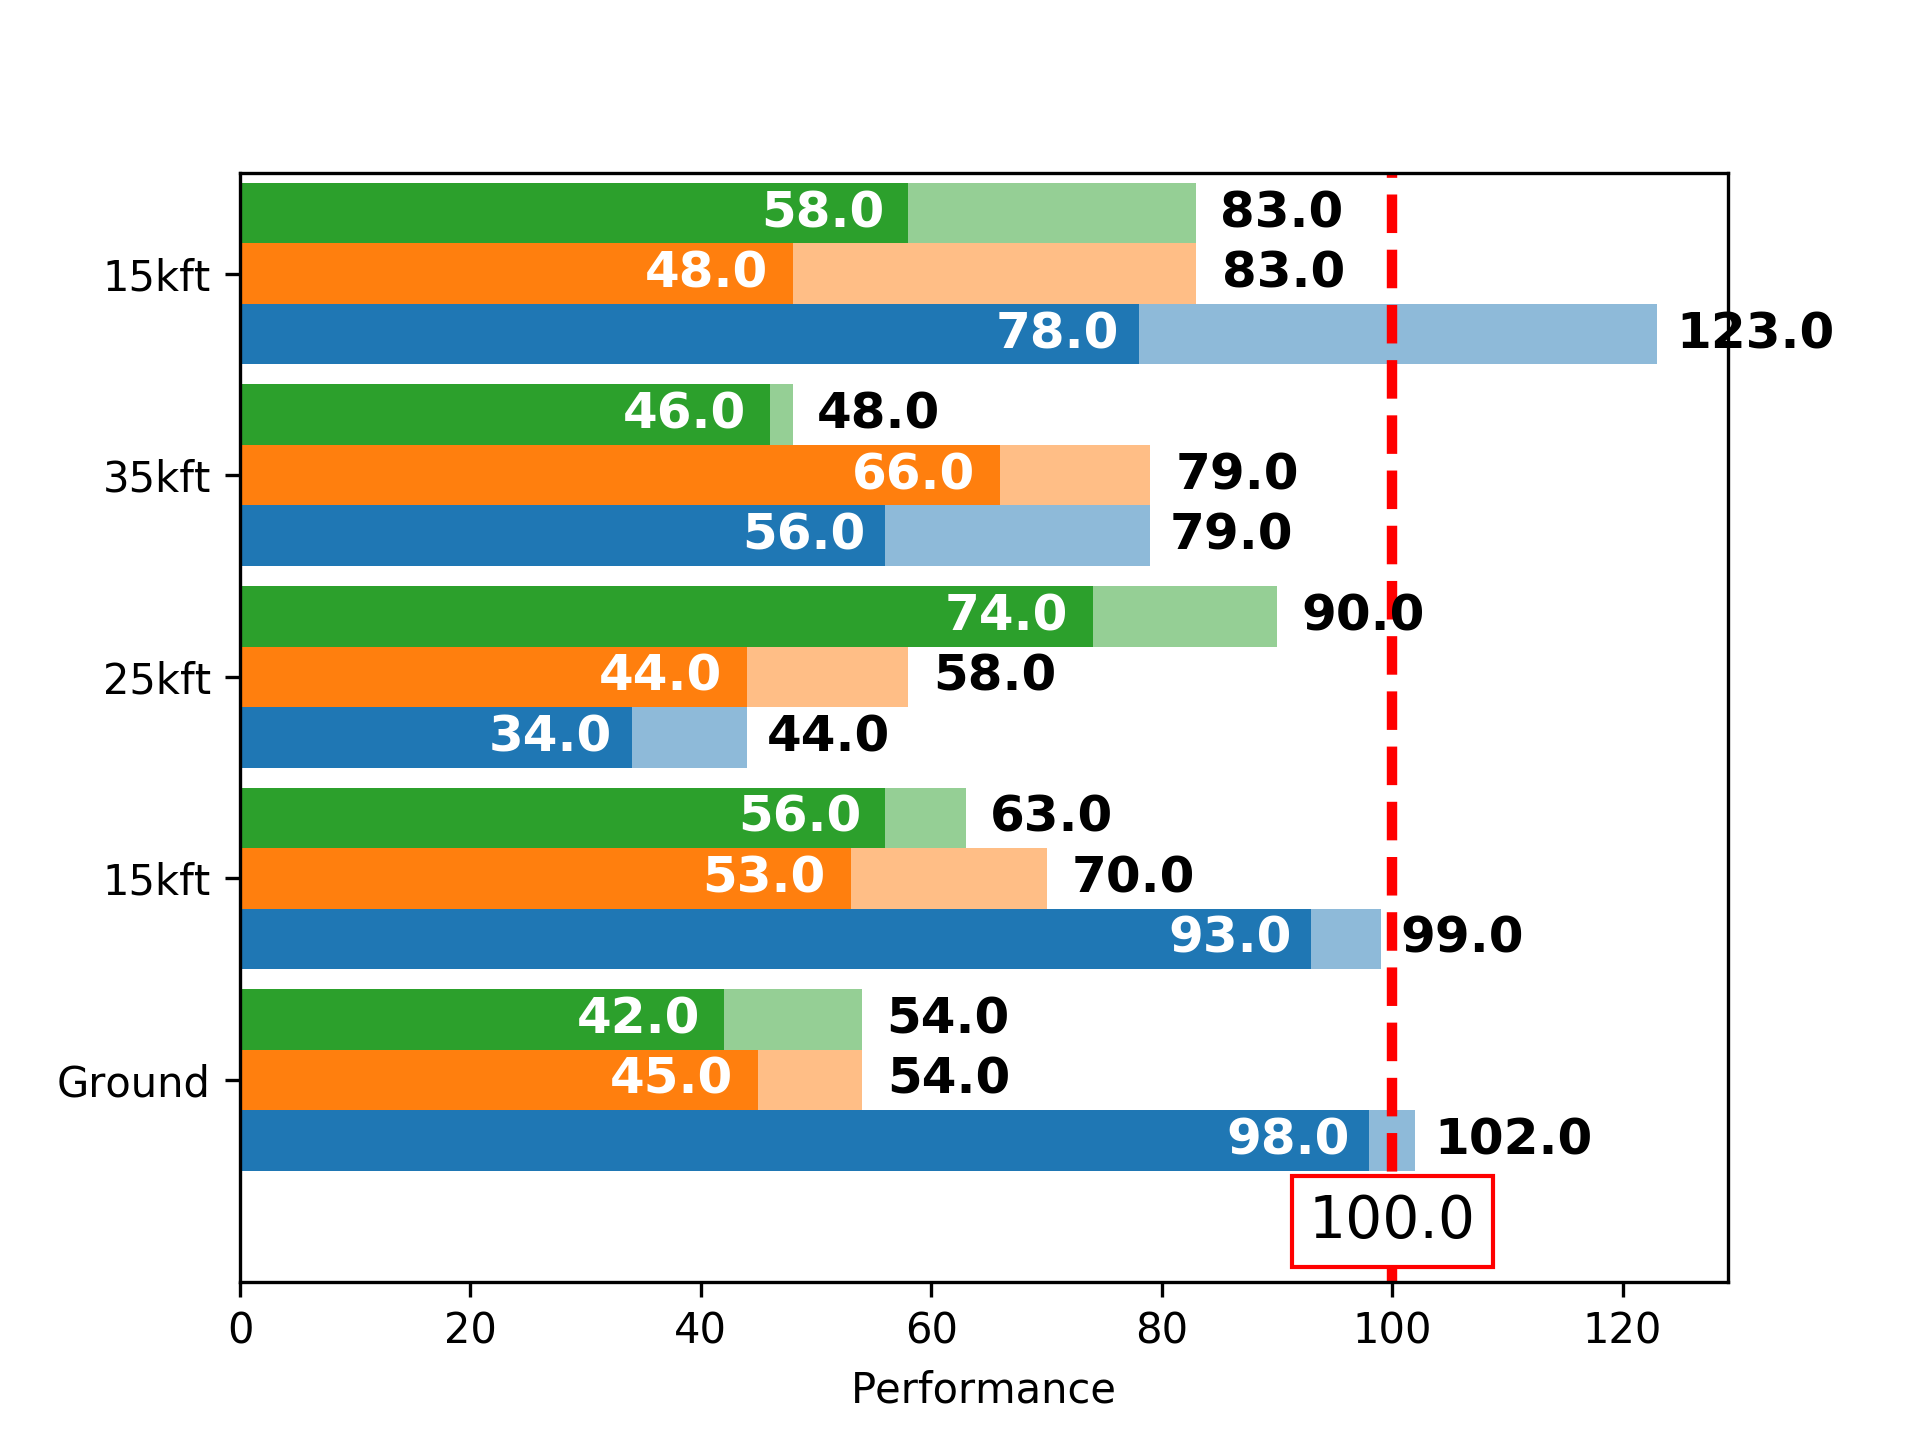 58.0 83.0
15kft 48.0 83.0
78.0 123.0
46.0 48.0
35kft 66.0 79.0
56.0 79.0
74.0 90.0
25kft 44.0 58.0
34.0 44.0
56.0 63.0
15kft 53.0 70.0
93.0 99.0
42.0 54.0
Ground 45.0 54.0
98.0 102.0
100.0
0 20 40 60 80 100 120
Performance